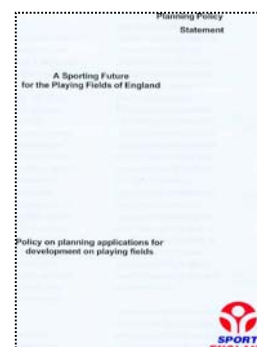 Planning Policy
Statement
A Sporting Future
for the Playing Fields of England
Policy on planning applications for
development on playing fields
SPORT
ENGLAND